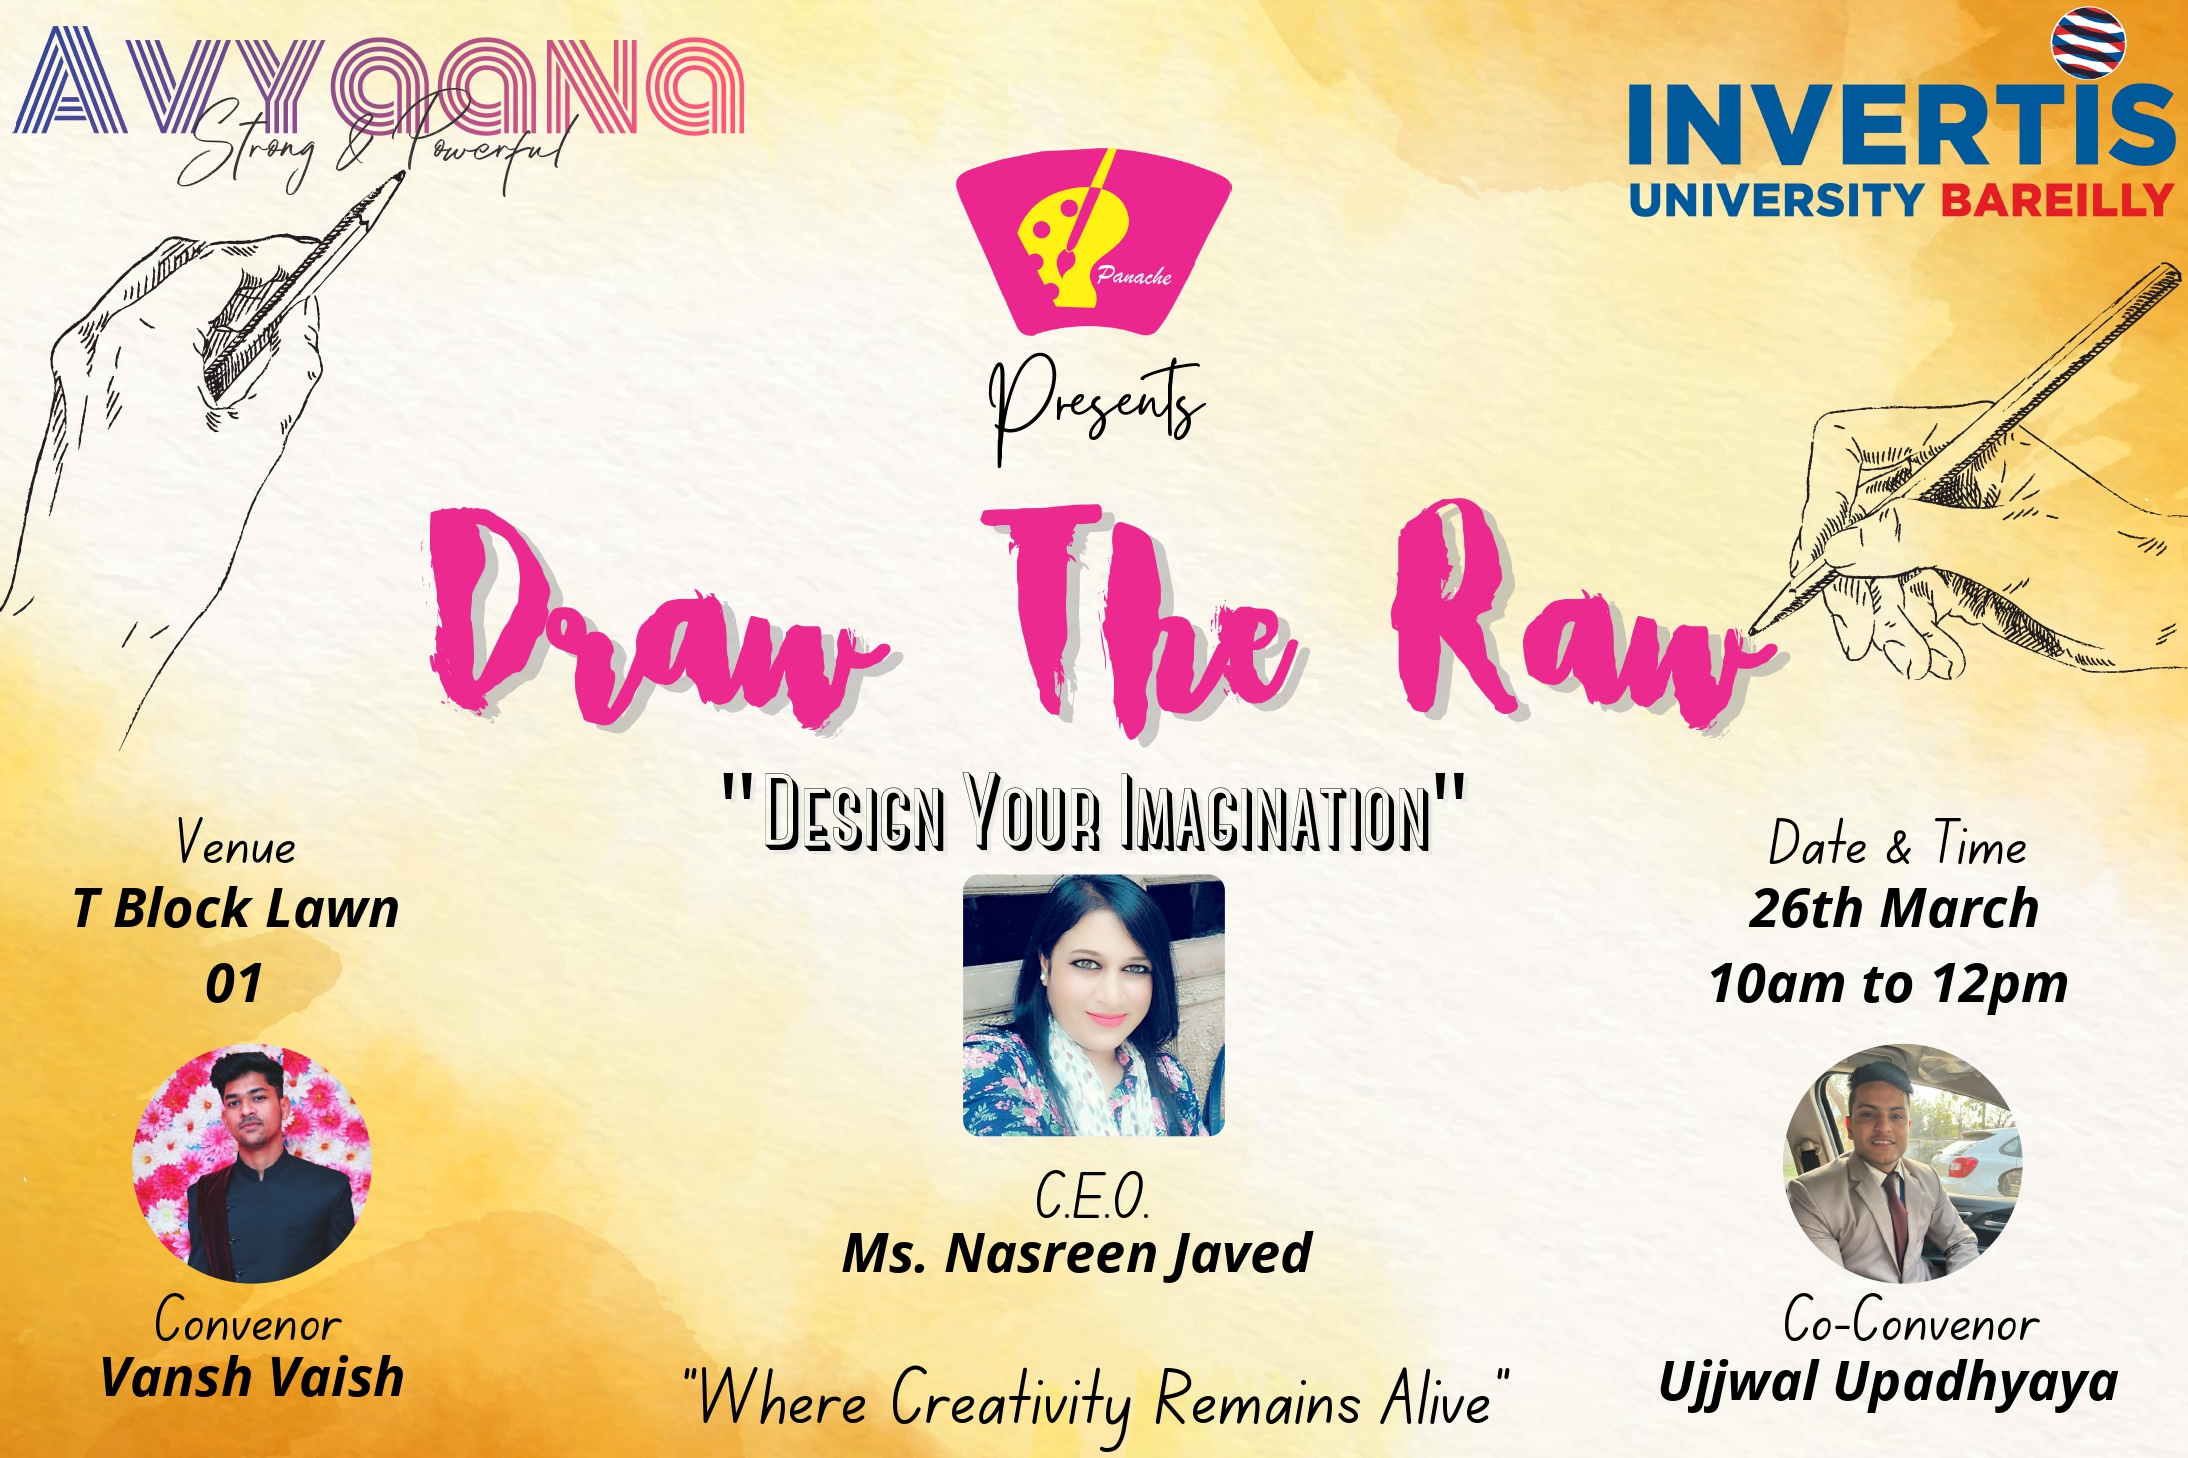 Avyaana
Strong & Powerful
INVERTIS
UNIVERSITY BAREILLY
Panache
Presents
Draw The Raw
"Design Your Imagination"
Venue
T Block Lawn
01
Date & Time
26th March
10am to 12pm
C.E.O.
Ms. Nasreen Javed
Convenor
Vansh Vaish
Co-Convenor
Ujjwal Upadhyaya
"Where Creativity Remains Alive"